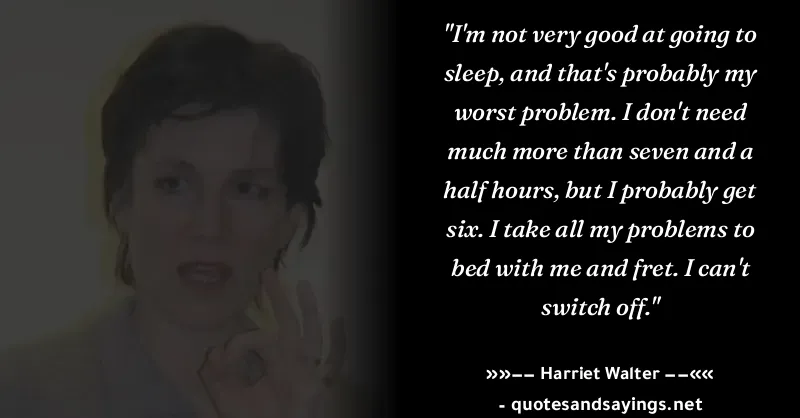 "I'm not very good at going to
sleep, and that's probably my
worst problem. I don't need
much more than seven and a
half hours, but I probably get
six. I take all my problems to
bed with me and fret. I can't
switch off."
»»−− Harriet Walter −−««
- quotesandsayings.net